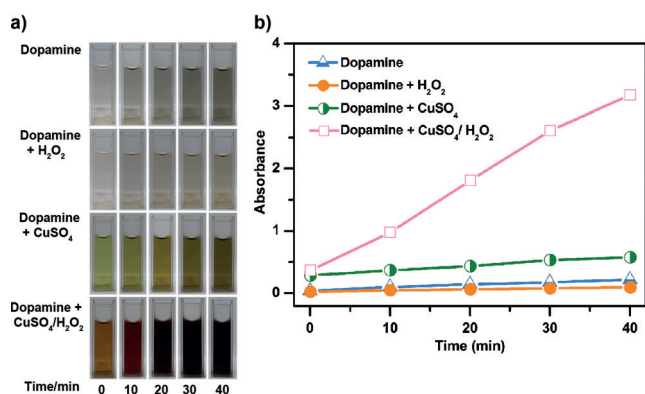 a)
Dopamine
Dopamine
+ H₂O₂
Dopamine
+ CuSO₄
Dopamine +
CuSO₄/H₂O₂
Time/min 0 10 20 30 40
b)
Absorbance
4
3
2
1
0
Dopamine
Dopamine + H₂O₂
Dopamine + CuSO₄
Dopamine + CuSO₄/ H₂O₂
0 10 20 30 40
Time (min)